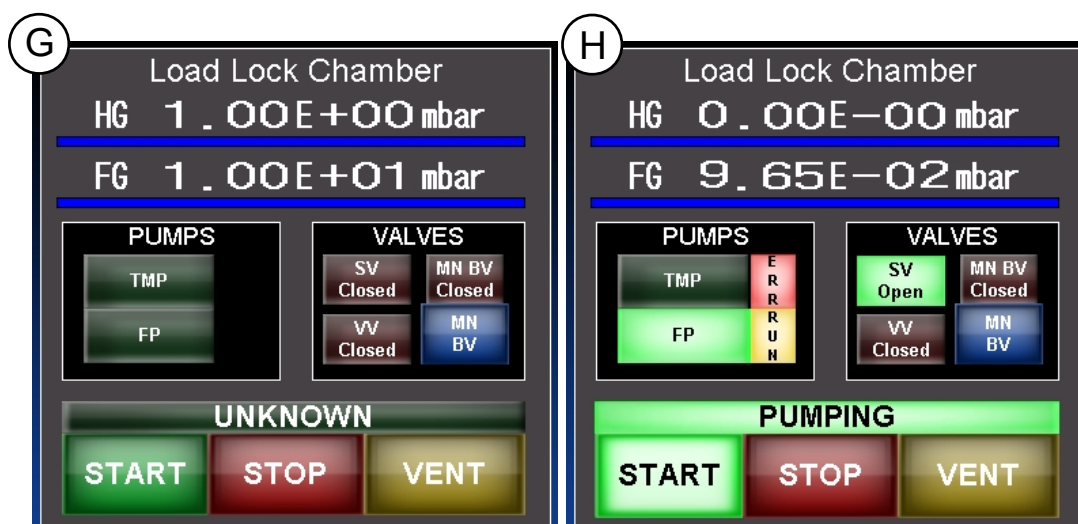 G
Load Lock Chamber
HG 1.00E+00 mbar
FG 1.00E+01 mbar
PUMPS
TMP
FP
VALVES
SV
Closed
MN BV
Closed
VV
Closed
MN
BV
UNKNOWN
START STOP VENT
H
Load Lock Chamber
HG 0.00E-00 mbar
FG 9.65E-02 mbar
PUMPS
TMP
ERR
FP
RUN
VALVES
SV
Open
MN BV
Closed
VV
Closed
MN
BV
PUMPING
START STOP VENT